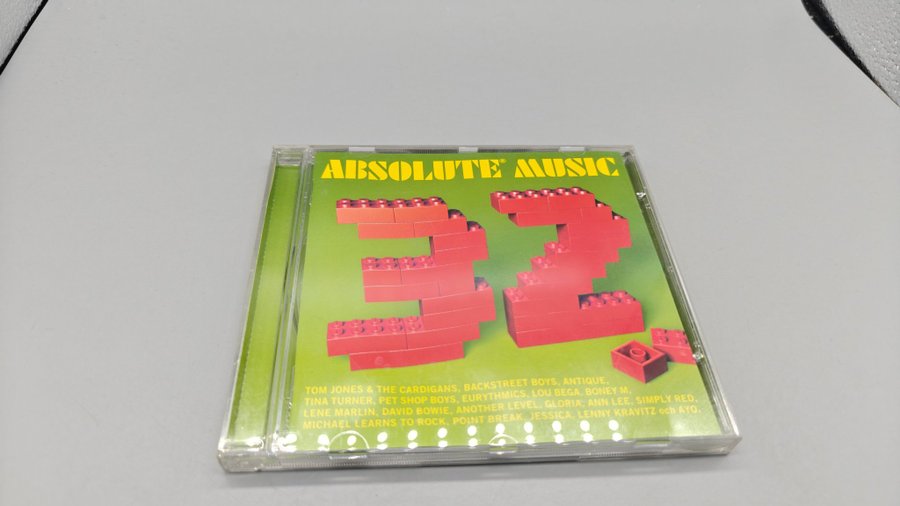 ABSOLUTE® MUSIC
32
TOM JONES & THE CARDIGANS, BACKSTREET BOYS, ANTIQUE,
TINA TURNER, PET SHOP BOYS, EURYTHMICS, LOU BEGA, BONEY M,
LENE MARLIN, DAVID BOWIE, ANOTHER LEVEL, GLORIA, ANN LEE, SIMPLY RED,
MICHAEL LEARNS TO ROCK, POINT BREAK, JESSICA, LENNY KRAVITZ och AYO.